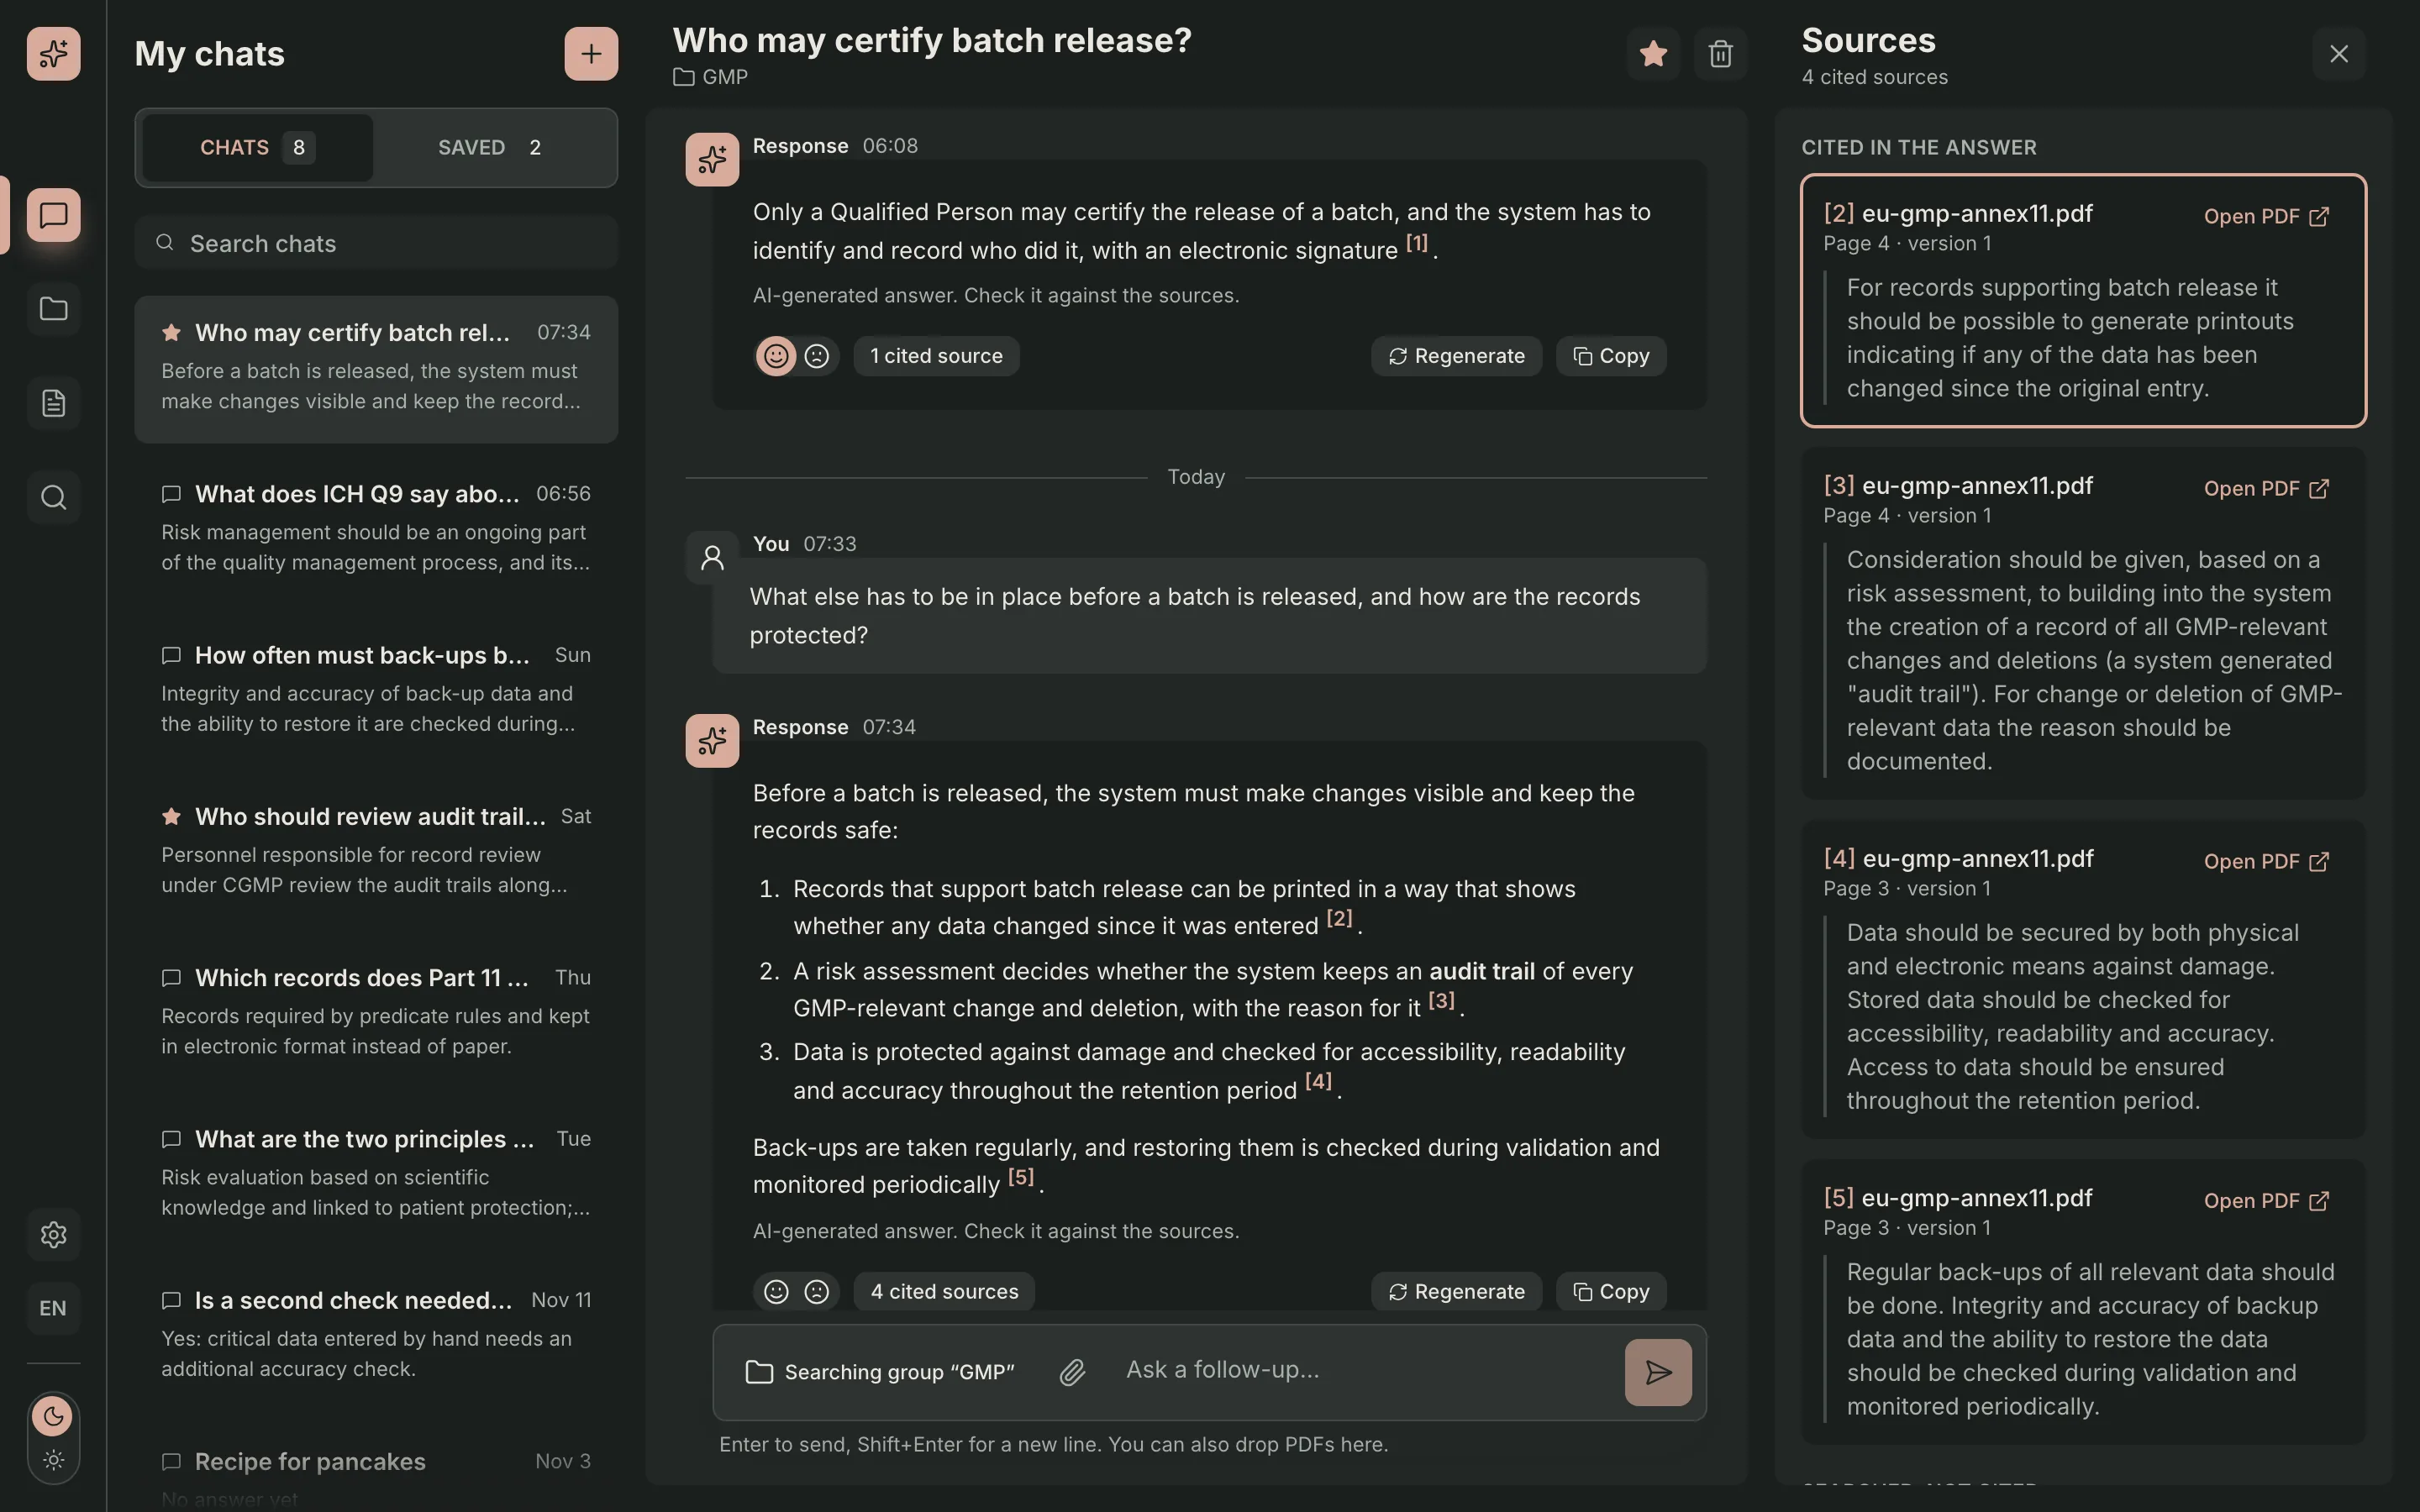 My chats
CHATS 8
SAVED 2
Search chats
Who may certify batch rel... 07:34
Before a batch is released, the system must
make changes visible and keep the record...
What does ICH Q9 say abo... 06:56
Risk management should be an ongoing part
of the quality management process, and its...
How often must back-ups b... Sun
Integrity and accuracy of back-up data and
the ability to restore it are checked during...
Who should review audit trail... Sat
Personnel responsible for record review
under CGMP review the audit trails along...
Which records does Part 11 ... Thu
Records required by predicate rules and kept
in electronic format instead of paper.
What are the two principles ... Tue
Risk evaluation based on scientific
knowledge and linked to patient protection;...
Is a second check needed... Nov 11
Yes: critical data entered by hand needs an
additional accuracy check.
Recipe for pancakes Nov 3
No answer yet
EN
Who may certify batch release?
GMP
Response 06:08
Only a Qualified Person may certify the release of a batch, and the system has to
identify and record who did it, with an electronic signature [1].
AI-generated answer. Check it against the sources.
1 cited source
Regenerate
Copy
Today
You 07:33
What else has to be in place before a batch is released, and how are the records
protected?
Response 07:34
Before a batch is released, the system must make changes visible and keep the
records safe:
1. Records that support batch release can be printed in a way that shows
whether any data changed since it was entered [2].
2. A risk assessment decides whether the system keeps an audit trail of every
GMP-relevant change and deletion, with the reason for it [3].
3. Data is protected against damage and checked for accessibility, readability
and accuracy throughout the retention period [4].
Back-ups are taken regularly, and restoring them is checked during validation and
monitored periodically [5].
AI-generated answer. Check it against the sources.
4 cited sources
Regenerate
Copy
Searching group “GMP”
Ask a follow-up...
Enter to send, Shift+Enter for a new line. You can also drop PDFs here.
Sources
4 cited sources
CITED IN THE ANSWER
[2] eu-gmp-annex11.pdf
Open PDF
Page 4 · version 1
For records supporting batch release it
should be possible to generate printouts
indicating if any of the data has been
changed since the original entry.
[3] eu-gmp-annex11.pdf
Open PDF
Page 4 · version 1
Consideration should be given, based on a
risk assessment, to building into the system
the creation of a record of all GMP-relevant
changes and deletions (a system generated
"audit trail"). For change or deletion of GMP-
relevant data the reason should be
documented.
[4] eu-gmp-annex11.pdf
Open PDF
Page 3 · version 1
Data should be secured by both physical
and electronic means against damage.
Stored data should be checked for
accessibility, readability and accuracy.
Access to data should be ensured
throughout the retention period.
[5] eu-gmp-annex11.pdf
Open PDF
Page 3 · version 1
Regular back-ups of all relevant data should
be done. Integrity and accuracy of backup
data and the ability to restore the data
should be checked during validation and
monitored periodically.